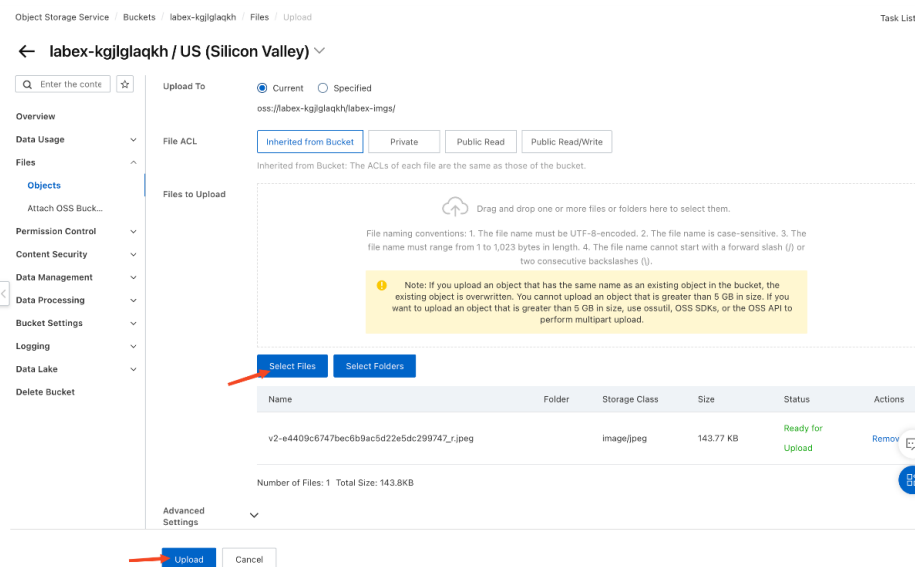 Object Storage Service / Buckets / labex-kgjlglaqkh / Files / Upload
Task List
labex-kgjlglaqkh / US (Silicon Valley)
Enter the conte
Upload To
Current
Specified
oss://labex-kgjlglaqkh/labex-imgs/
Overview
Data Usage
Files
Objects
Attach OSS Buck...
Permission Control
Content Security
Data Management
Data Processing
Bucket Settings
Logging
Data Lake
Delete Bucket
File ACL
Inherited from Bucket
Private
Public Read
Public Read/Write
Inherited from Bucket: The ACLs of each file are the same as those of the bucket.
Files to Upload
Drag and drop one or more files or folders here to select them.
File naming conventions: 1. The file name must be UTF-8-encoded. 2. The file name is case-sensitive. 3. The
file name must range from 1 to 1,023 bytes in length. 4. The file name cannot start with a forward slash (/) or
two consecutive backslashes (\).
Note: If you upload an object that has the same name as an existing object in the bucket, the
existing object is overwritten. You cannot upload an object that is greater than 5 GB in size. If you
want to upload an object that is greater than 5 GB in size, use ossutil, OSS SDKs, or the OSS API to
perform multipart upload.
Select Files
Select Folders
Name Folder Storage Class Size Status Actions
v2-e4409c6747bec6b9ac5d22e5dc299747_r.jpeg image/jpeg 143.77 KB Ready for Remov
Upload
Number of Files: 1 Total Size: 143.8KB
Advanced
Settings
Upload
Cancel